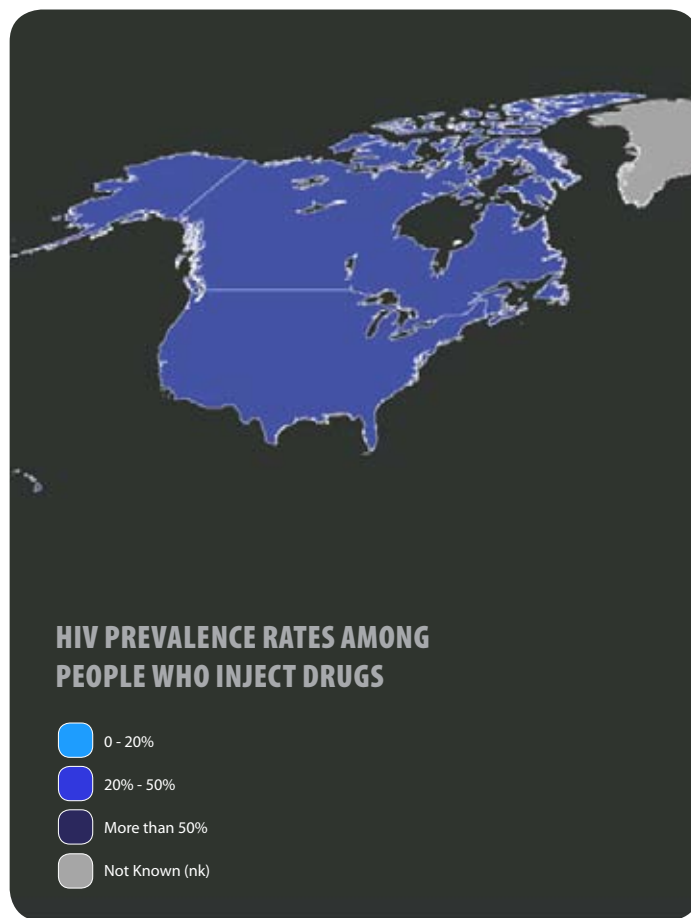 HIV PREVALENCE RATES AMONG
PEOPLE WHO INJECT DRUGS
0 - 20%
20% - 50%
More than 50%
Not Known (nk)